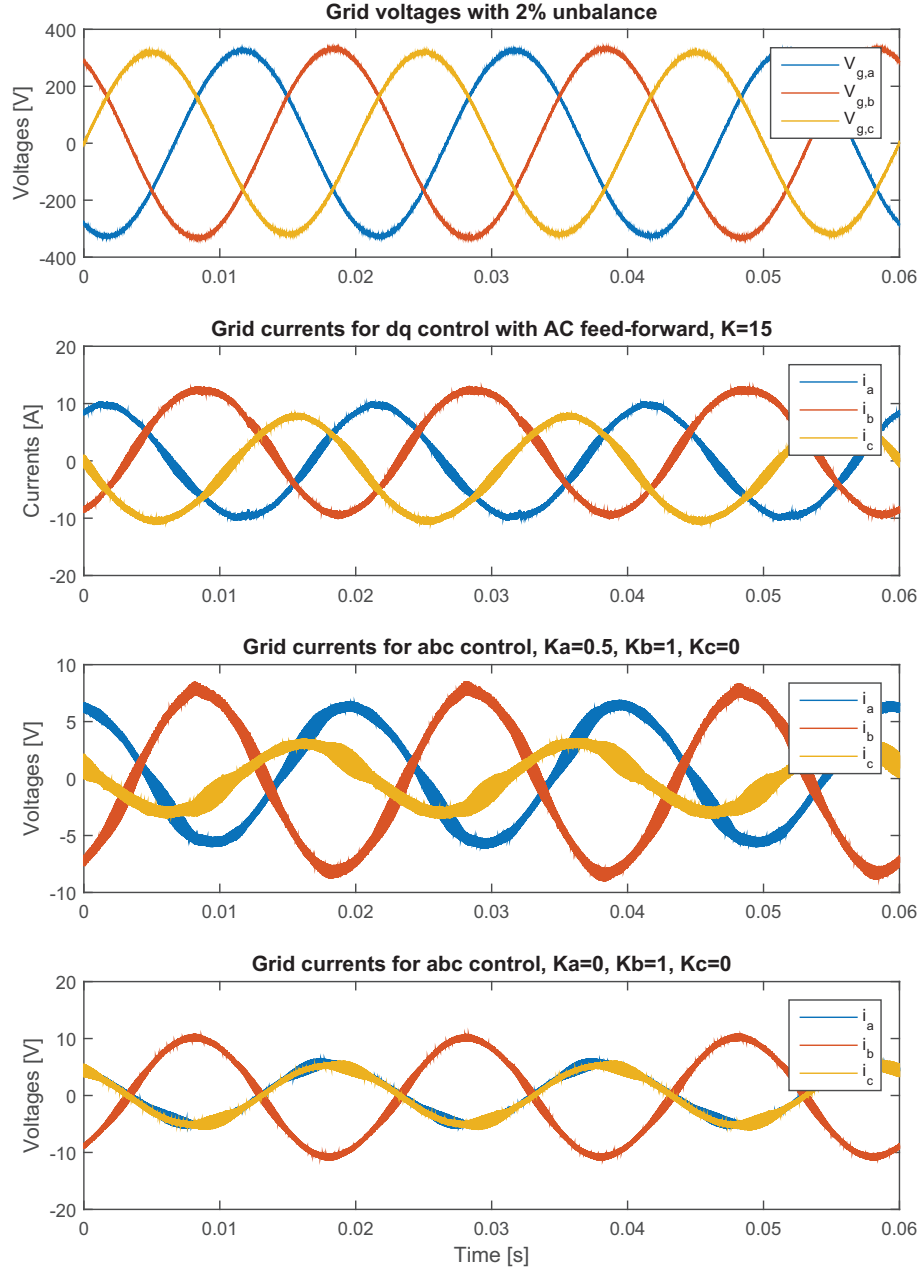 Grid voltages with 2% unbalance
400
200
0
-200
-400
Voltages [V]
V_{g,a}
V_{g,b}
V_{g,c}
0 0.01 0.02 0.03 0.04 0.05 0.06
Grid currents for dq control with AC feed-forward, K=15
20
10
0
-10
-20
Currents [A]
i_a
i_b
i_c
0 0.01 0.02 0.03 0.04 0.05 0.06
Grid currents for abc control, Ka=0.5, Kb=1, Kc=0
10
5
0
-5
-10
Voltages [V]
i_a
i_b
i_c
0 0.01 0.02 0.03 0.04 0.05 0.06
Grid currents for abc control, Ka=0, Kb=1, Kc=0
20
10
0
-10
-20
Voltages [V]
i_a
i_b
i_c
0 0.01 0.02 0.03 0.04 0.05 0.06
Time [s]